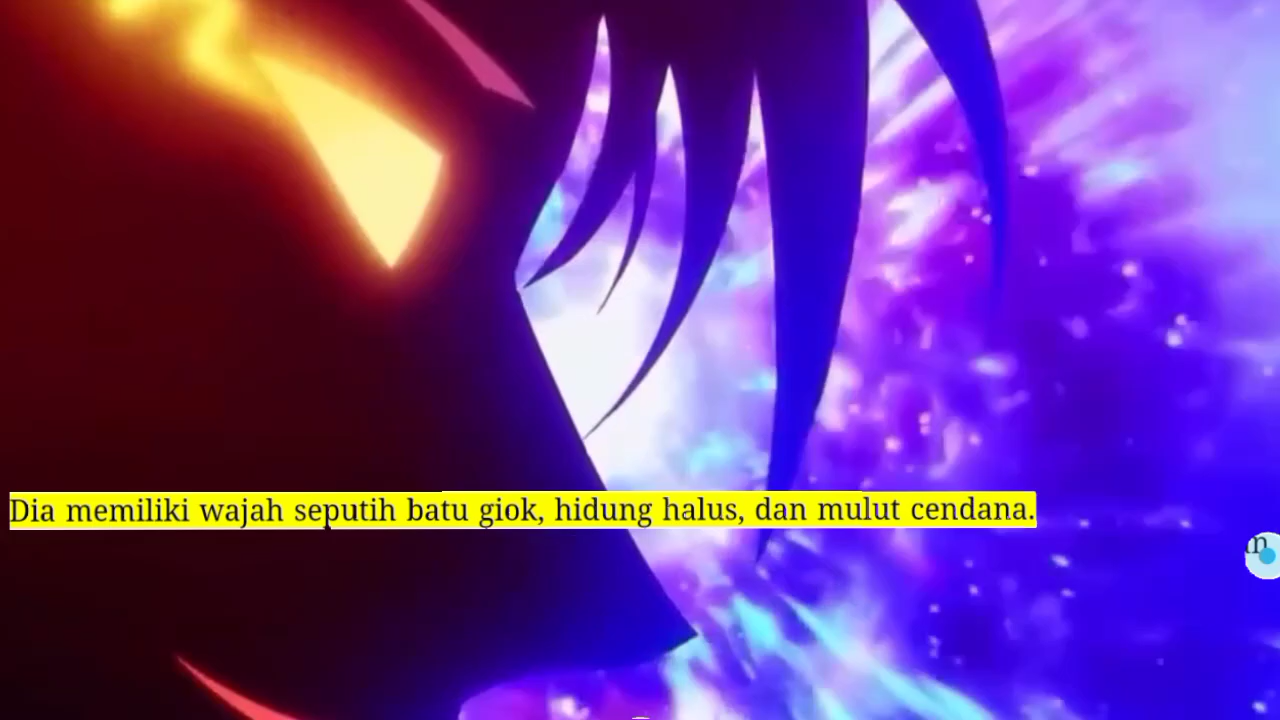 Dia memiliki wajah seputih batu giok, hidung halus, dan mulut cendana.